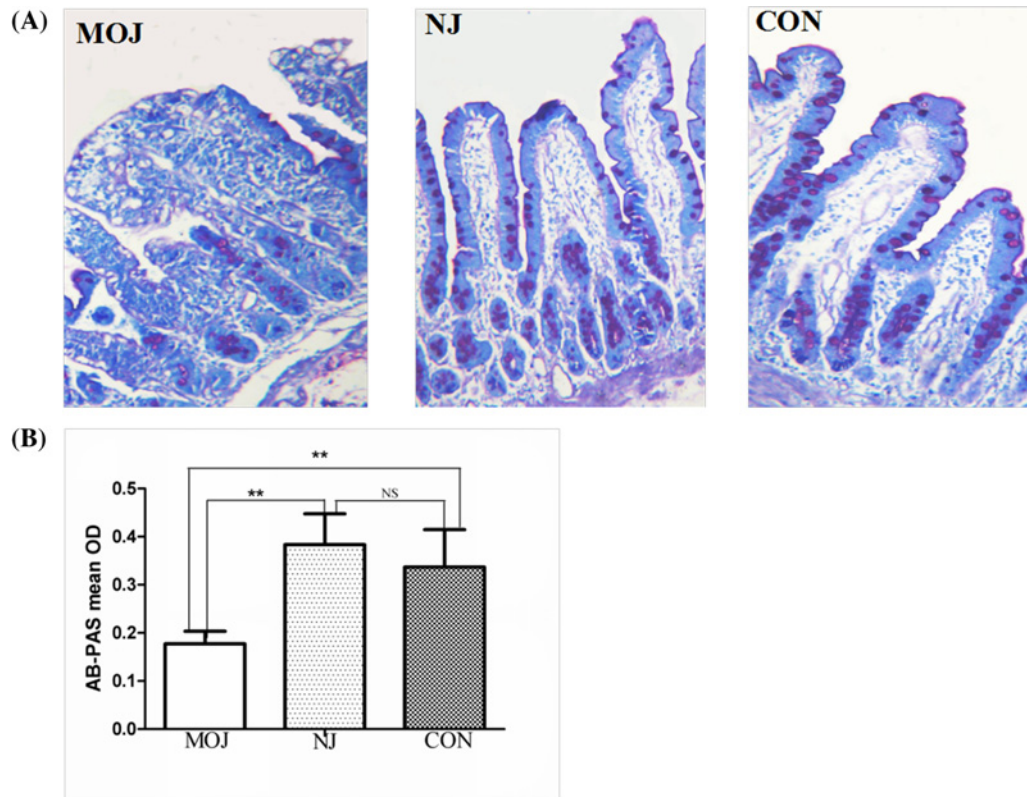 (A)
MOJ
NJ
CON
(B)
**
**
NS
AB-PAS mean OD
0.5
0.4
0.3
0.2
0.1
0.0
MOJ
NJ
CON